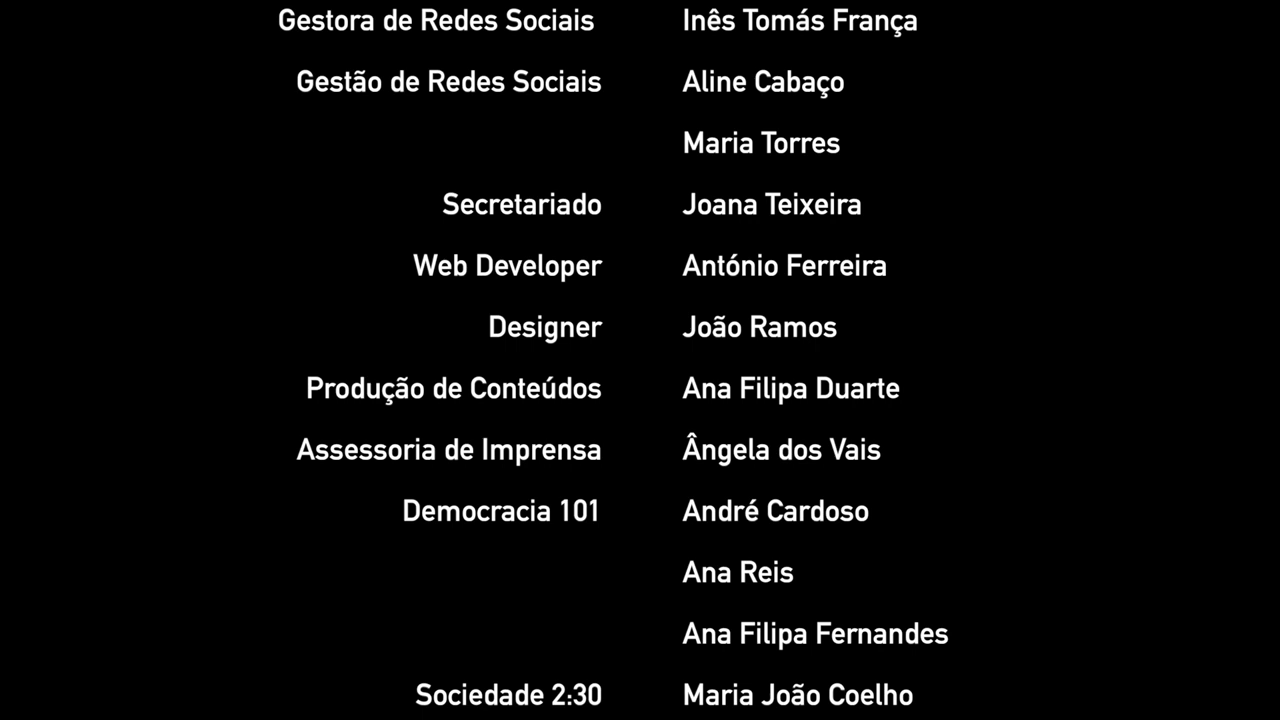 Gestora de Redes Sociais Inês Tomás França
Gestão de Redes Sociais Aline Cabaço
Maria Torres
Secretariado Joana Teixeira
Web Developer António Ferreira
Designer João Ramos
Produção de Conteúdos Ana Filipa Duarte
Assessoria de Imprensa Ângela dos Vais
Democracia 101 André Cardoso
Ana Reis
Ana Filipa Fernandes
Sociedade 2:30 Maria João Coelho